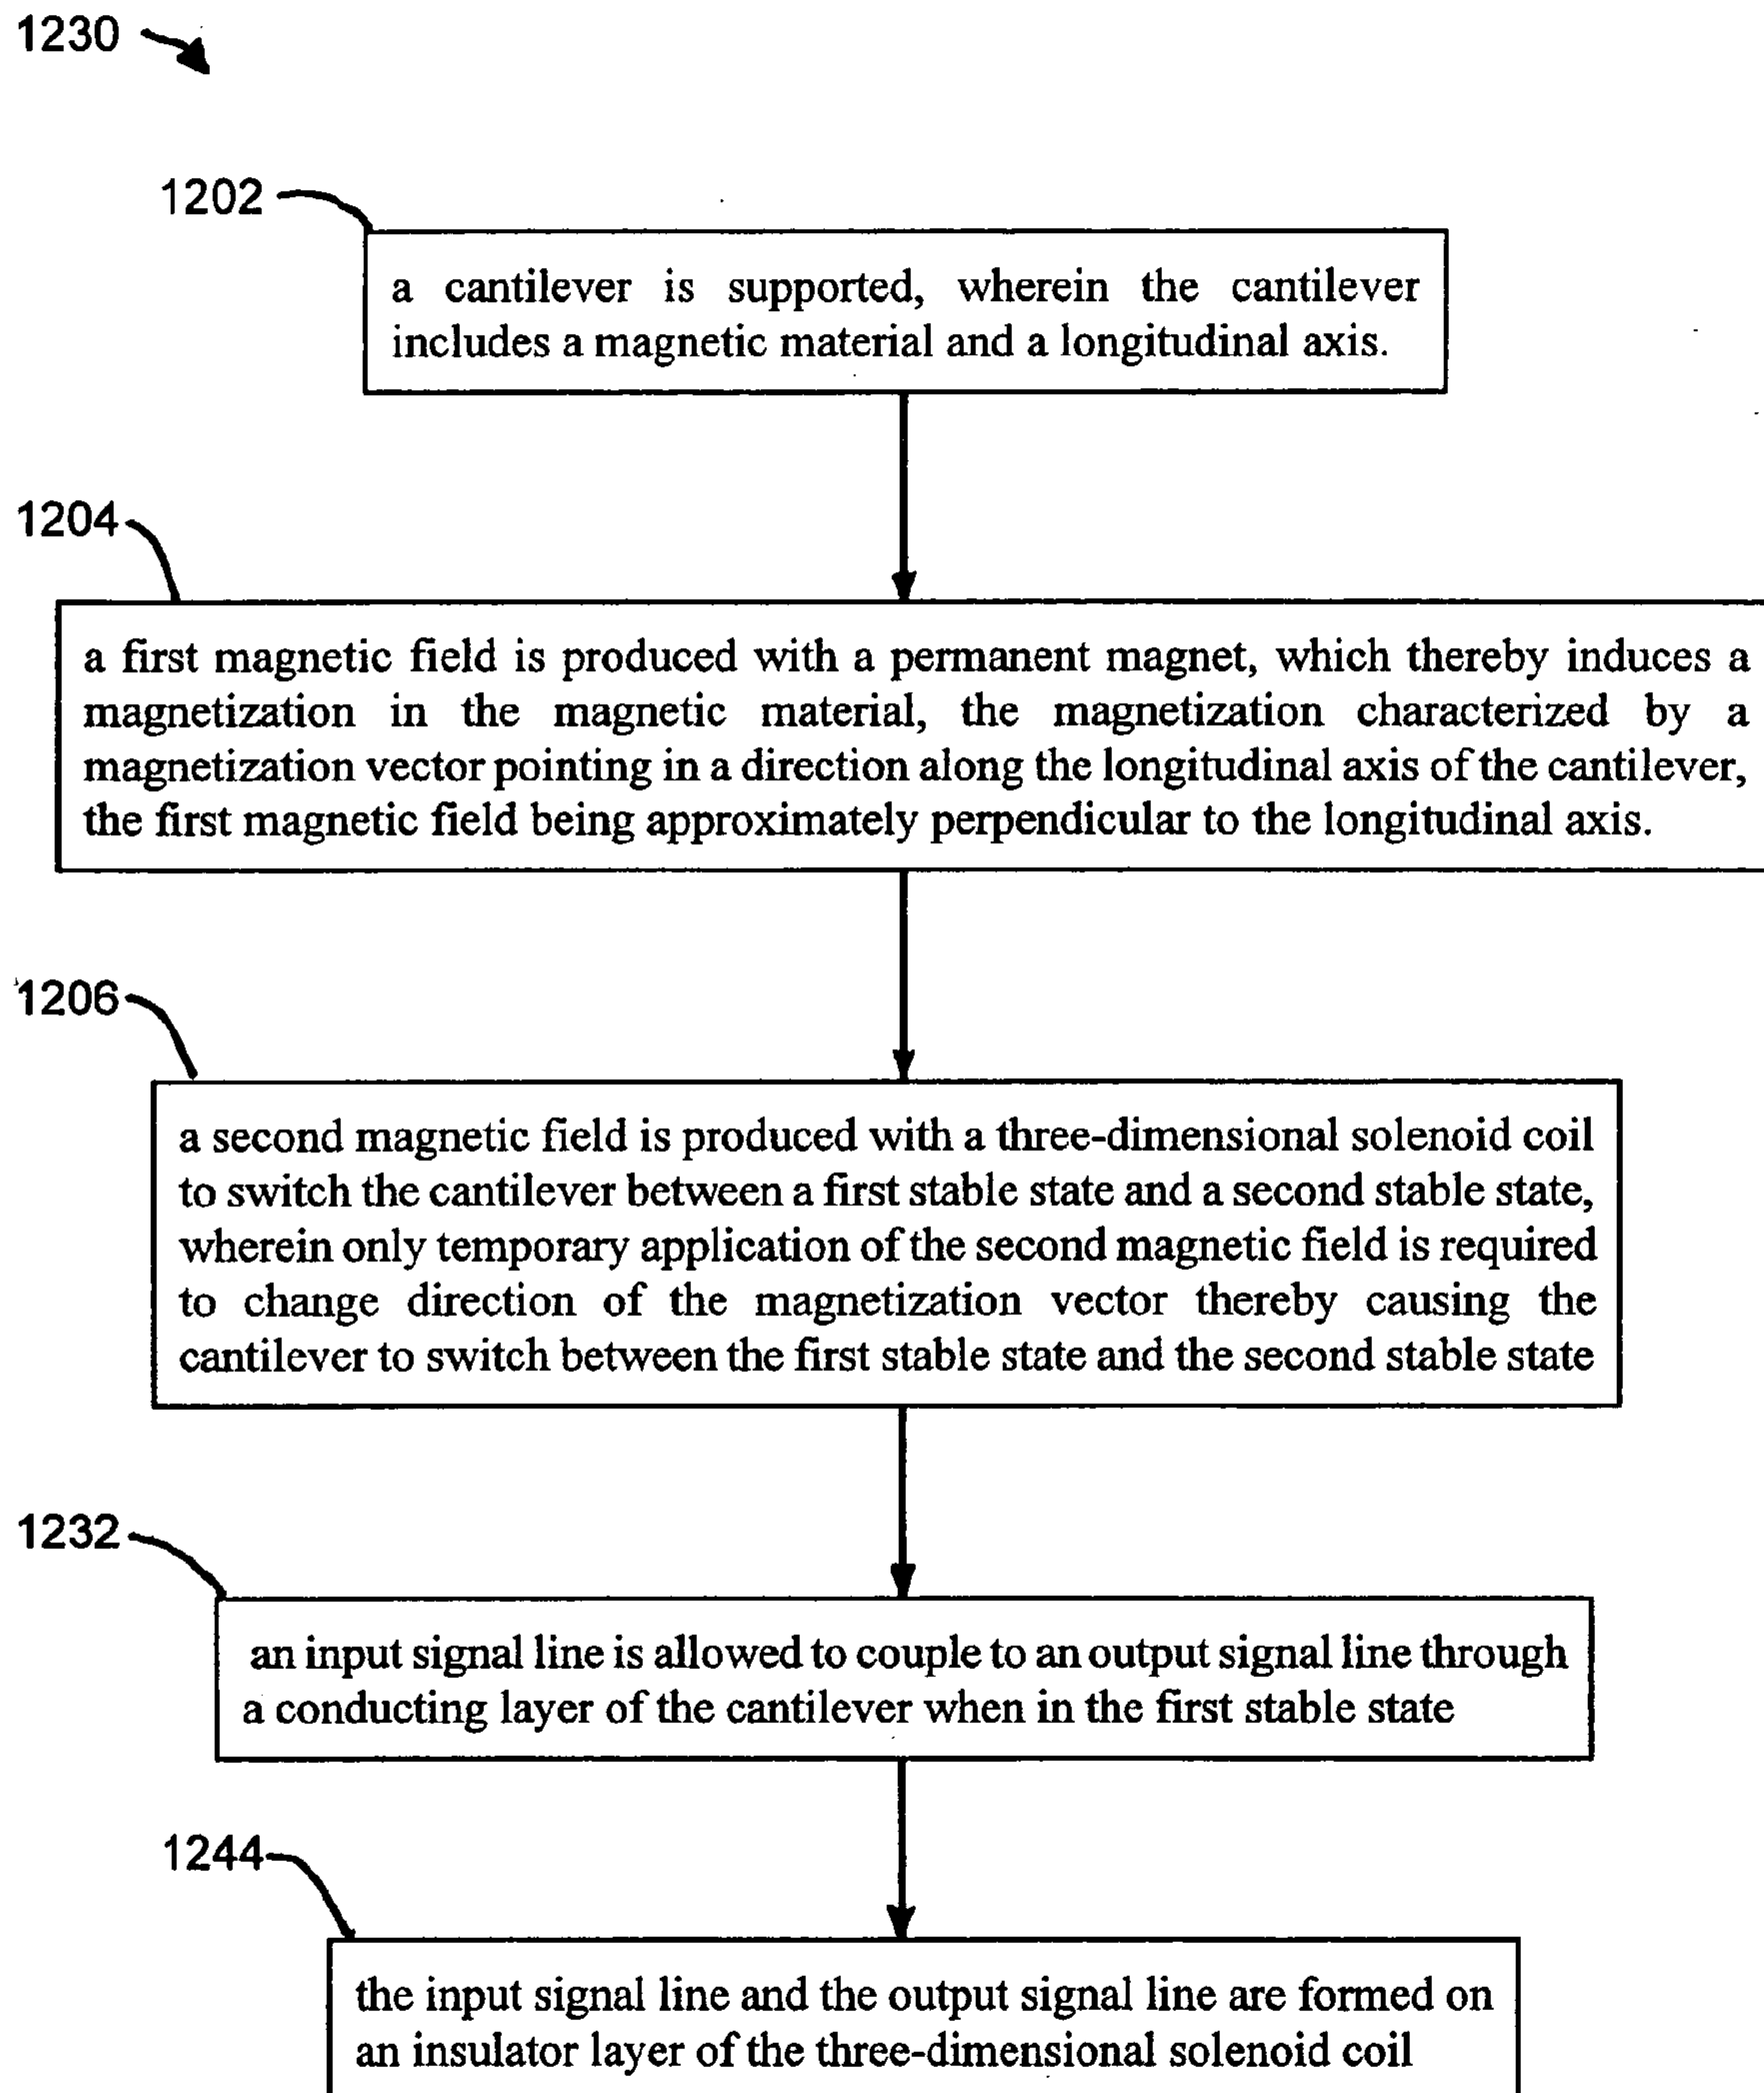 1230
1202
a cantilever is supported, wherein the cantilever
includes a magnetic material and a longitudinal axis.
1204
a first magnetic field is produced with a permanent magnet, which thereby induces a
magnetization in the magnetic material, the magnetization characterized by a
magnetization vector pointing in a direction along the longitudinal axis of the cantilever,
the first magnetic field being approximately perpendicular to the longitudinal axis.
1206
a second magnetic field is produced with a three-dimensional solenoid coil
to switch the cantilever between a first stable state and a second stable state,
wherein only temporary application of the second magnetic field is required
to change direction of the magnetization vector thereby causing the
cantilever to switch between the first stable state and the second stable state
1232
an input signal line is allowed to couple to an output signal line through
a conducting layer of the cantilever when in the first stable state
1244
the input signal line and the output signal line are formed on
an insulator layer of the three-dimensional solenoid coil